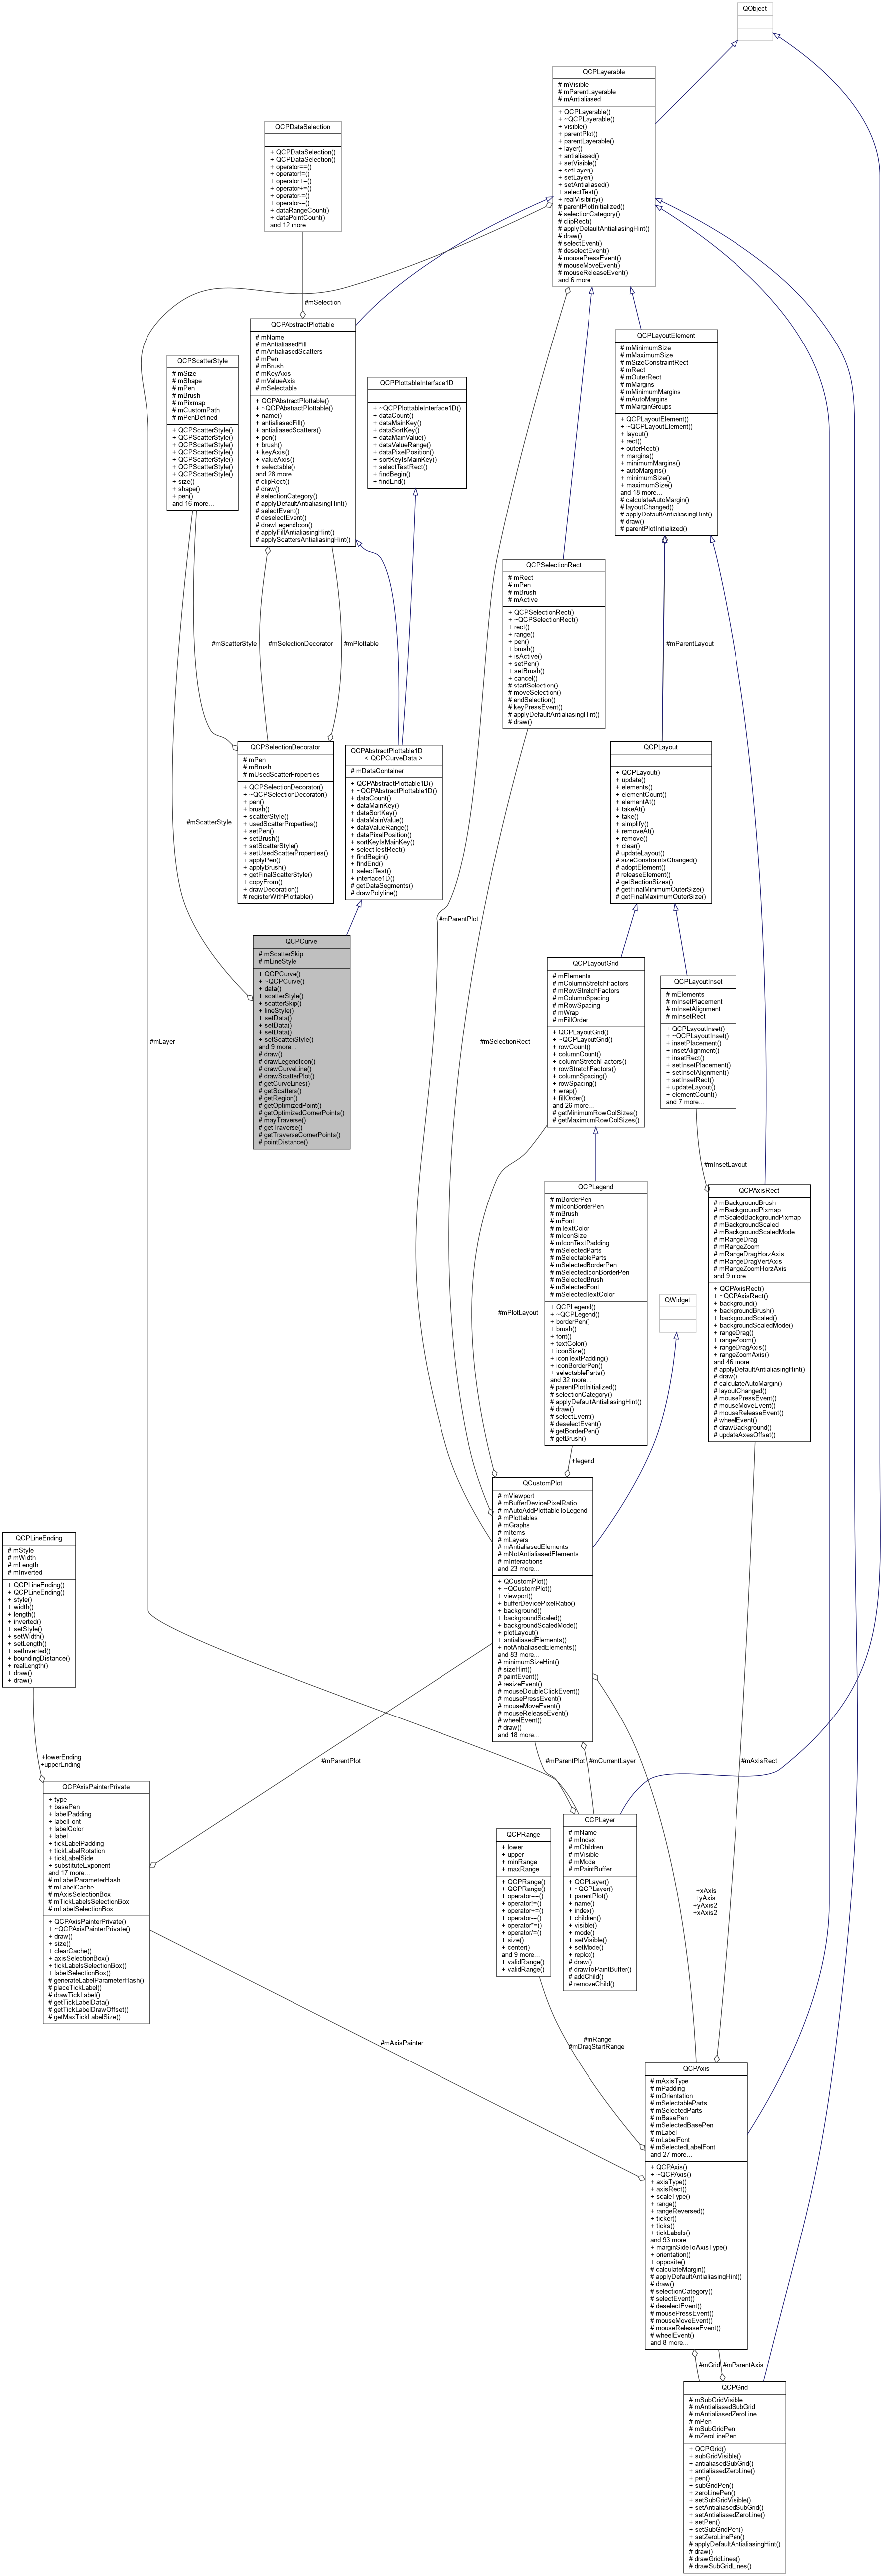 QObject
QCPLayerable
# mVisible
# mParentLayerable
# mAntialiased
+ QCPLayerable()
+ ~QCPLayerable()
+ visible()
+ parentPlot()
+ parentLayerable()
+ layer()
+ antialiased()
+ setVisible()
+ setLayer()
+ setLayer()
+ setAntialiased()
+ selectTest()
+ realVisibility()
# parentPlotInitialized()
# selectionCategory()
# clipRect()
# applyDefaultAntialiasingHint()
# draw()
# selectEvent()
# deselectEvent()
# mousePressEvent()
# mouseMoveEvent()
# mouseReleaseEvent()
and 6 more...
QCPDataSelection
+ QCPDataSelection()
+ QCPDataSelection()
+ operator==()
+ operator!=()
+ operator+=()
+ operator+=()
+ operator-=()
+ operator-=()
+ dataRangeCount()
+ dataPointCount()
and 12 more...
#mSelection
QCPAbstractPlottable
# mName
# mAntialiasedFill
# mAntialiasedScatters
# mPen
# mBrush
# mKeyAxis
# mValueAxis
# mSelectable
+ QCPAbstractPlottable()
+ ~QCPAbstractPlottable()
+ name()
+ antialiasedFill()
+ antialiasedScatters()
+ pen()
+ brush()
+ keyAxis()
+ valueAxis()
+ selectable()
and 28 more...
# clipRect()
# draw()
# selectionCategory()
# applyDefaultAntialiasingHint()
# selectEvent()
# deselectEvent()
# drawLegendIcon()
# applyFillAntialiasingHint()
# applyScattersAntialiasingHint()
QCPLayoutElement
# mMinimumSize
# mMaximumSize
# mSizeConstraintRect
# mRect
# mOuterRect
# mMargins
# mMinimumMargins
# mAutoMargins
# mMarginGroups
+ QCPLayoutElement()
+ ~QCPLayoutElement()
+ layout()
+ rect()
+ outerRect()
+ margins()
+ minimumMargins()
+ autoMargins()
+ minimumSize()
+ maximumSize()
and 18 more...
# calculateAutoMargin()
# layoutChanged()
# applyDefaultAntialiasingHint()
# draw()
# parentPlotInitialized()
QCPScatterStyle
# mSize
# mShape
# mPen
# mBrush
# mPixmap
# mCustomPath
# mPenDefined
+ QCPScatterStyle()
+ QCPScatterStyle()
+ QCPScatterStyle()
+ QCPScatterStyle()
+ QCPScatterStyle()
+ QCPScatterStyle()
+ QCPScatterStyle()
+ size()
+ shape()
+ pen()
and 16 more...
QCPPlottableInterface1D
+ ~QCPPlottableInterface1D()
+ dataCount()
+ dataMainKey()
+ dataSortKey()
+ dataMainValue()
+ dataValueRange()
+ dataPixelPosition()
+ sortKeyIsMainKey()
+ selectTestRect()
+ findBegin()
+ findEnd()
QCPSelectionRect
# mRect
# mPen
# mBrush
# mActive
+ QCPSelectionRect()
+ ~QCPSelectionRect()
+ rect()
+ range()
+ pen()
+ brush()
+ isActive()
+ setPen()
+ setBrush()
+ cancel()
# startSelection()
# moveSelection()
# endSelection()
# keyPressEvent()
# applyDefaultAntialiasingHint()
# draw()
#mScatterStyle
#mSelectionDecorator
#mPlottable
#mParentLayout
QCPSelectionDecorator
# mPen
# mBrush
# mUsedScatterProperties
+ QCPSelectionDecorator()
+ ~QCPSelectionDecorator()
+ pen()
+ brush()
+ scatterStyle()
+ usedScatterProperties()
+ setPen()
+ setBrush()
+ setScatterStyle()
+ setUsedScatterProperties()
+ applyPen()
+ applyBrush()
+ getFinalScatterStyle()
+ copyFrom()
+ drawDecoration()
# registerWithPlottable()
QCPAbstractPlottable1D
< QCPCurveData >
# mDataContainer
+ QCPAbstractPlottable1D()
+ ~QCPAbstractPlottable1D()
+ dataCount()
+ dataMainKey()
+ dataSortKey()
+ dataMainValue()
+ dataValueRange()
+ dataPixelPosition()
+ sortKeyIsMainKey()
+ selectTestRect()
+ findBegin()
+ findEnd()
+ selectTest()
+ interface1D()
# getDataSegments()
# drawPolyline()
QCPLayout
+ QCPLayout()
+ update()
+ elements()
+ elementCount()
+ elementAt()
+ takeAt()
+ take()
+ simplify()
+ removeAt()
+ remove()
+ clear()
# updateLayout()
# sizeConstraintsChanged()
# adoptElement()
# releaseElement()
# getSectionSizes()
# getFinalMinimumOuterSize()
# getFinalMaximumOuterSize()
#mScatterStyle
#mParentPlot
QCPCurve
# mScatterSkip
# mLineStyle
+ QCPCurve()
+ ~QCPCurve()
+ data()
+ scatterStyle()
+ scatterSkip()
+ lineStyle()
+ setData()
+ setData()
+ setData()
+ setScatterStyle()
and 9 more...
# draw()
# drawLegendIcon()
# drawCurveLine()
# drawScatterPlot()
# getCurveLines()
# getScatters()
# getRegion()
# getOptimizedPoint()
# getOptimizedCornerPoints()
# mayTraverse()
# getTraverse()
# getTraverseCornerPoints()
# pointDistance()
#mLayer
#mSelectionRect
QCPLayoutGrid
# mElements
# mColumnStretchFactors
# mRowStretchFactors
# mColumnSpacing
# mRowSpacing
# mWrap
# mFillOrder
+ QCPLayoutGrid()
+ ~QCPLayoutGrid()
+ rowCount()
+ columnCount()
+ columnStretchFactors()
+ rowStretchFactors()
+ columnSpacing()
+ rowSpacing()
+ wrap()
+ fillOrder()
and 26 more...
# getMinimumRowColSizes()
# getMaximumRowColSizes()
QCPLayoutInset
# mElements
# mInsetPlacement
# mInsetAlignment
# mInsetRect
+ QCPLayoutInset()
+ ~QCPLayoutInset()
+ insetPlacement()
+ insetAlignment()
+ insetRect()
+ setInsetPlacement()
+ setInsetAlignment()
+ setInsetRect()
+ updateLayout()
+ elementCount()
and 7 more...
#mInsetLayout
QCPLegend
# mBorderPen
# mIconBorderPen
# mBrush
# mFont
# mTextColor
# mIconSize
# mIconTextPadding
# mSelectedParts
# mSelectableParts
# mSelectedBorderPen
# mSelectedIconBorderPen
# mSelectedBrush
# mSelectedFont
# mSelectedTextColor
+ QCPLegend()
+ ~QCPLegend()
+ borderPen()
+ brush()
+ font()
+ textColor()
+ iconSize()
+ iconTextPadding()
+ iconBorderPen()
+ selectableParts()
and 32 more...
# parentPlotInitialized()
# selectionCategory()
# applyDefaultAntialiasingHint()
# draw()
# selectEvent()
# deselectEvent()
# getBorderPen()
# getBrush()
QCPAxisRect
# mBackgroundBrush
# mBackgroundPixmap
# mScaledBackgroundPixmap
# mBackgroundScaled
# mBackgroundScaledMode
# mRangeDrag
# mRangeZoom
# mRangeDragHorzAxis
# mRangeDragVertAxis
# mRangeZoomHorzAxis
and 9 more...
+ QCPAxisRect()
+ ~QCPAxisRect()
+ background()
+ backgroundBrush()
+ backgroundScaled()
+ backgroundScaledMode()
+ rangeDrag()
+ rangeZoom()
+ rangeDragAxis()
+ rangeZoomAxis()
and 46 more...
# applyDefaultAntialiasingHint()
# draw()
# calculateAutoMargin()
# layoutChanged()
# mousePressEvent()
# mouseMoveEvent()
# mouseReleaseEvent()
# wheelEvent()
# drawBackground()
# updateAxesOffset()
#mPlotLayout
QWidget
+legend
QCustomPlot
# mViewport
# mBufferDevicePixelRatio
# mAutoAddPlottableToLegend
# mPlottables
# mGraphs
# mItems
# mLayers
# mAntialiasedElements
# mNotAntialiasedElements
# mInteractions
and 23 more...
+ QCustomPlot()
+ ~QCustomPlot()
+ viewport()
+ bufferDevicePixelRatio()
+ background()
+ backgroundScaled()
+ backgroundScaledMode()
+ plotLayout()
+ antialiasedElements()
+ notAntialiasedElements()
and 83 more...
# minimumSizeHint()
# sizeHint()
# paintEvent()
# resizeEvent()
# mouseDoubleClickEvent()
# mousePressEvent()
# mouseMoveEvent()
# mouseReleaseEvent()
# wheelEvent()
# draw()
and 18 more...
QCPLineEnding
# mStyle
# mWidth
# mLength
# mInverted
+ QCPLineEnding()
+ QCPLineEnding()
+ style()
+ width()
+ length()
+ inverted()
+ setStyle()
+ setWidth()
+ setLength()
+ setInverted()
+ boundingDistance()
+ realLength()
+ draw()
+ draw()
+lowerEnding
+upperEnding
#mParentPlot
#mParentPlot
#mCurrentLayer
#mAxisRect
QCPAxisPainterPrivate
+ type
+ basePen
+ labelPadding
+ labelFont
+ labelColor
+ label
+ tickLabelPadding
+ tickLabelRotation
+ tickLabelSide
+ substituteExponent
and 17 more...
# mLabelParameterHash
# mLabelCache
# mAxisSelectionBox
# mTickLabelsSelectionBox
# mLabelSelectionBox
+ QCPAxisPainterPrivate()
+ ~QCPAxisPainterPrivate()
+ draw()
+ size()
+ clearCache()
+ axisSelectionBox()
+ tickLabelsSelectionBox()
+ labelSelectionBox()
# generateLabelParameterHash()
# placeTickLabel()
# drawTickLabel()
# getTickLabelData()
# getTickLabelDrawOffset()
# getMaxTickLabelSize()
QCPRange
+ lower
+ upper
+ minRange
+ maxRange
+ QCPRange()
+ QCPRange()
+ operator==()
+ operator!=()
+ operator+=()
+ operator-=()
+ operator*=()
+ operator/=()
+ size()
+ center()
and 9 more...
+ validRange()
+ validRange()
QCPLayer
# mName
# mIndex
# mChildren
# mVisible
# mMode
# mPaintBuffer
+ QCPLayer()
+ ~QCPLayer()
+ parentPlot()
+ name()
+ index()
+ children()
+ visible()
+ mode()
+ setVisible()
+ setMode()
+ replot()
# draw()
# drawToPaintBuffer()
# addChild()
# removeChild()
+xAxis
+yAxis
+yAxis2
+xAxis2
#mAxisPainter
#mRange
#mDragStartRange
QCPAxis
# mAxisType
# mPadding
# mOrientation
# mSelectableParts
# mSelectedParts
# mBasePen
# mSelectedBasePen
# mLabel
# mLabelFont
# mSelectedLabelFont
and 27 more...
+ QCPAxis()
+ ~QCPAxis()
+ axisType()
+ axisRect()
+ scaleType()
+ range()
+ rangeReversed()
+ ticker()
+ ticks()
+ tickLabels()
and 93 more...
+ marginSideToAxisType()
+ orientation()
+ opposite()
# calculateMargin()
# applyDefaultAntialiasingHint()
# draw()
# selectionCategory()
# selectEvent()
# deselectEvent()
# mousePressEvent()
# mouseMoveEvent()
# mouseReleaseEvent()
# wheelEvent()
and 8 more...
#mGrid
#mParentAxis
QCPGrid
# mSubGridVisible
# mAntialiasedSubGrid
# mAntialiasedZeroLine
# mPen
# mSubGridPen
# mZeroLinePen
+ QCPGrid()
+ subGridVisible()
+ antialiasedSubGrid()
+ antialiasedZeroLine()
+ pen()
+ subGridPen()
+ zeroLinePen()
+ setSubGridVisible()
+ setAntialiasedSubGrid()
+ setAntialiasedZeroLine()
+ setPen()
+ setSubGridPen()
+ setZeroLinePen()
# applyDefaultAntialiasingHint()
# draw()
# drawGridLines()
# drawSubGridLines()